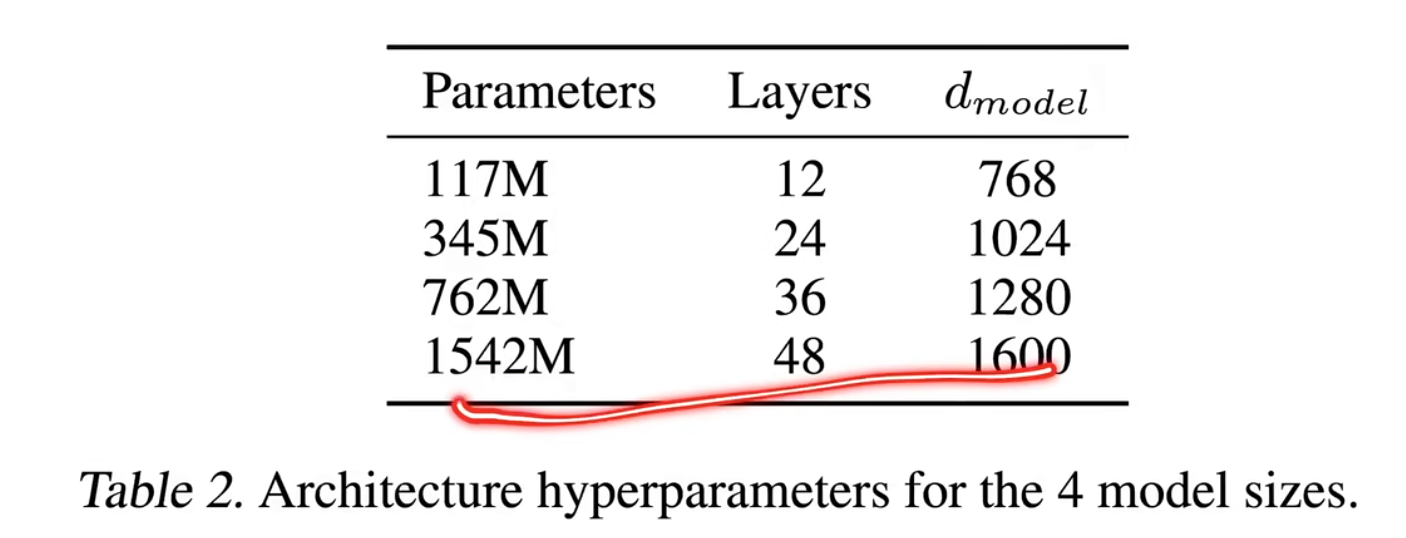 Parameters Layers d_model
117M 12 768
345M 24 1024
762M 36 1280
1542M 48 1600
Table 2. Architecture hyperparameters for the 4 model sizes.